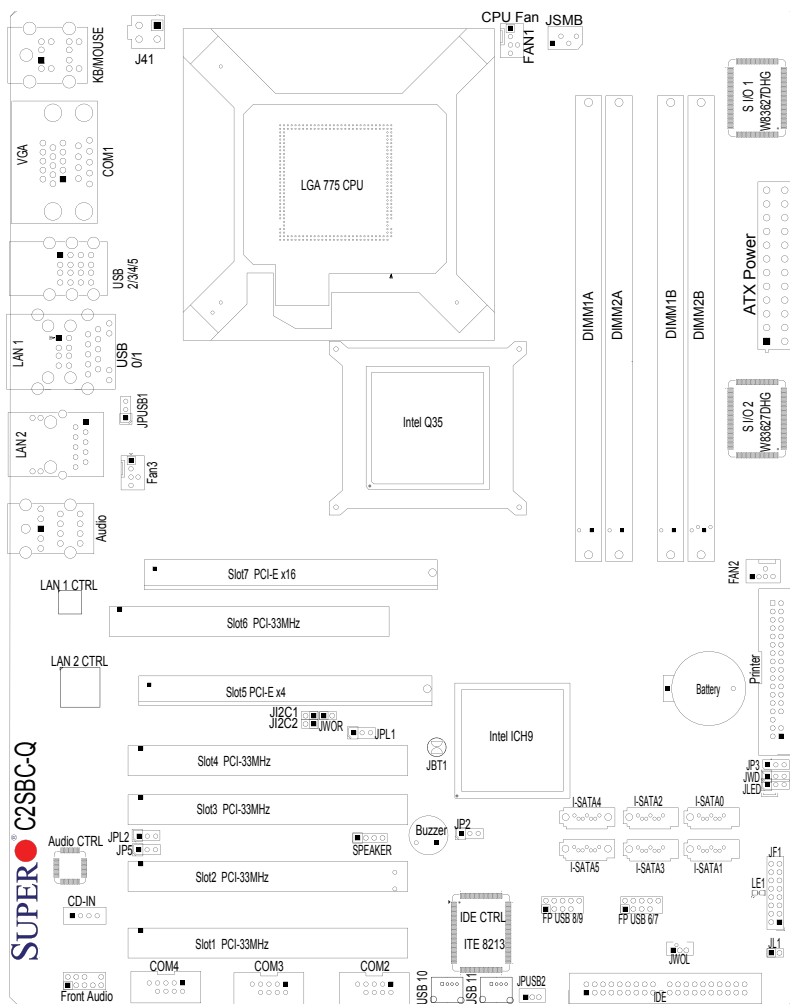 CPU Fan
FAN1
JSMB
J41
KB/MOUSE
S I/O 1
W83627DHG
VGA
COM1
LGA 775 CPU
USB
2/3/4/5
ATX Power
DIMM1A
DIMM2A
DIMM1B
DIMM2B
LAN 1
USB
0/1
JPUSB1
Intel Q35
S I/O 2
W83627DHG
LAN 2
Fan3
Audio
FAN2
LAN 1 CTRL
Slot7 PCI-E x16
Slot6 PCI-33MHz
LAN 2 CTRL
Slot5 PCI-E x4
Battery
Printer
JI2C1
JI2C2
JWOR
JPL1
Intel ICH9
JBT1
Slot4 PCI-33MHz
JP3
JWD
JLED
SUPER® C2SBC-Q
Slot3 PCI-33MHz
I-SATA4
I-SATA2
I-SATA0
Buzzer
JP2
JPL2
JP5
SPEAKER
Audio CTRL
I-SATA5
I-SATA3
I-SATA1
JF1
Slot2 PCI-33MHz
LE1
CD-IN
IDE CTRL
ITE 8213
FP USB 8/9
FP USB 6/7
Slot1 PCI-33MHz
JWOL
JL1
COM4
COM3
COM2
USB 10
USB 11
JPUSB2
IDE
Front Audio